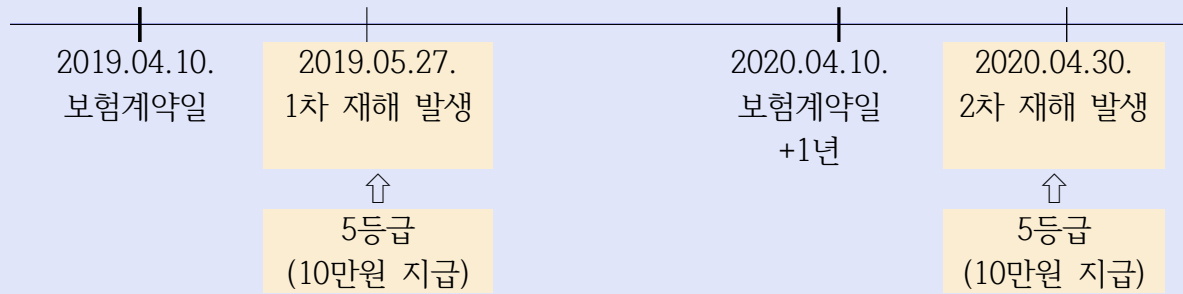 2019.04.10.
보험계약일
2019.05.27.
1차 재해 발생
2020.04.10.
보험계약일
+1년
2020.04.30.
2차 재해 발생
⇧
⇧
5등급
(10만원 지급)
5등급
(10만원 지급)